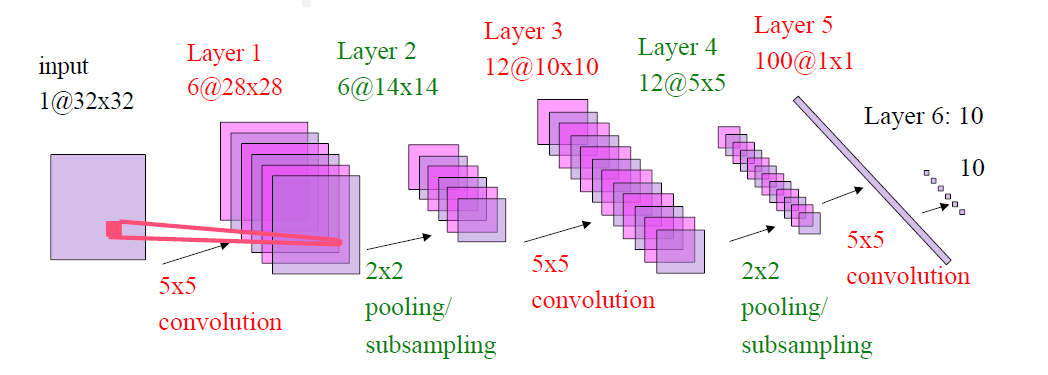 input
1@32x32
Layer 1
6@28x28
Layer 2
6@14x14
Layer 3
12@10x10
Layer 4
12@5x5
Layer 5
100@1x1
Layer 6: 10
10
5x5
convolution
2x2
pooling/
subsampling
5x5
convolution
2x2
pooling/
subsampling
5x5
convolution